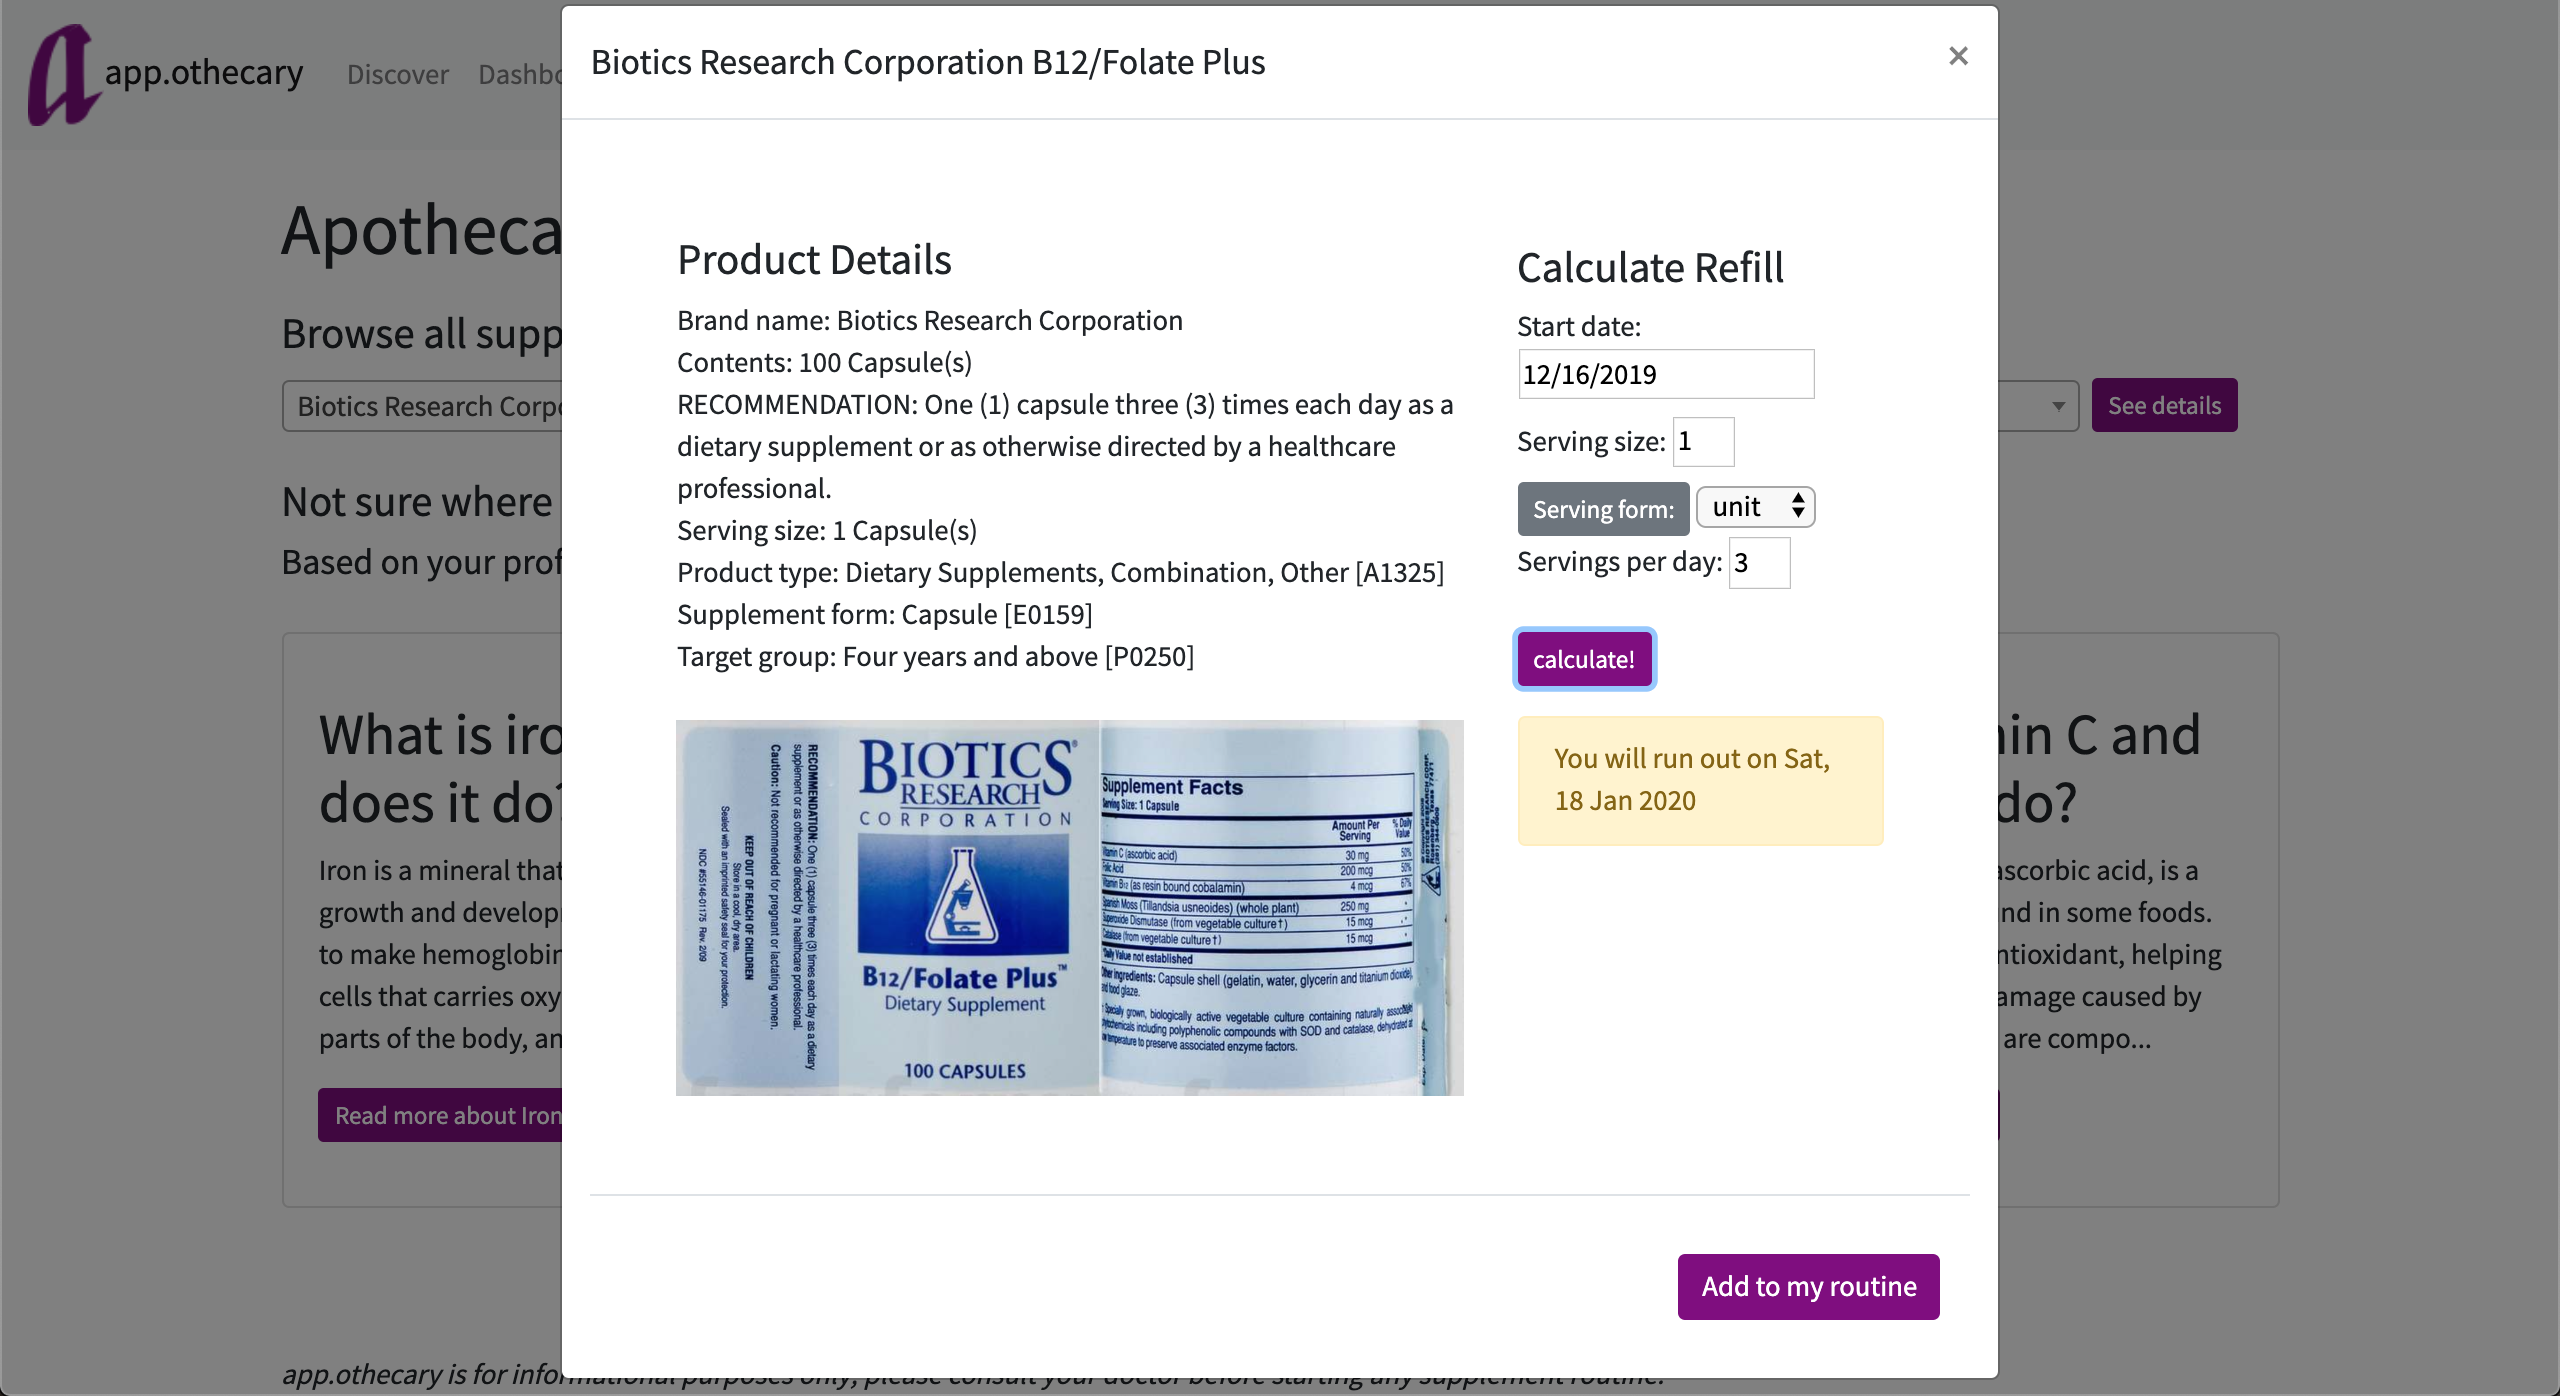 app.othecary
Discover
Dashbo
Apotheca
Browse all supp
Biotics Research Corpo
See details
Not sure where
Based on your prof
What is iro
does it do?
Iron is a mineral that
growth and develop
to make hemoglobin
cells that carries oxy
parts of the body, an
Read more about Iron
in C and
do?
ascorbic acid, is a
nd in some foods.
ntioxidant, helping
amage caused by
are compo...
Biotics Research Corporation B12/Folate Plus
×
Product Details
Brand name: Biotics Research Corporation
Contents: 100 Capsule(s)
RECOMMENDATION: One (1) capsule three (3) times each day as a
dietary supplement or as otherwise directed by a healthcare
professional.
Serving size: 1 Capsule(s)
Product type: Dietary Supplements, Combination, Other [A1325]
Supplement form: Capsule [E0159]
Target group: Four years and above [P0250]
RECOMMENDATION: One (1) capsule three (3) times each day as a dietary
supplement or as otherwise directed by a healthcare professional.
Caution: Not recommended for pregnant or lactating women.
KEEP OUT OF REACH OF CHILDREN
Store in a cool, dry area.
Sealed with an imprinted safety seal for your protection.
NDC #55146-01175 Rev. 2/09
BIOTICS®
RESEARCH
CORPORATION
B12/Folate Plus™
Dietary Supplement
100 CAPSULES
Supplement Facts
Serving Size: 1 Capsule
Amount Per Serving
% Daily Value
Vitamin C (ascorbic acid) 30 mg 50%
Folic Acid 200 mcg 50%
Vitamin B12 (as resin bound cobalamin) 4 mcg 67%
Spanish Moss (Tillandsia usneoides) (whole plant) 250 mg *
Superoxide Dismutase (from vegetable culture†) 15 mcg *
Catalase (from vegetable culture†) 15 mcg *
*Daily Value not established
Other ingredients: Capsule shell (gelatin, water, glycerin and titanium dioxide),
and food glaze.
† Specially grown, biologically active vegetable culture containing naturally associated
phytochemicals including polyphenolic compounds with SOD and catalase, dehydrated at
low temperature to preserve associated enzyme factors.
Calculate Refill
Start date:
12/16/2019
Serving size: 1
Serving form: unit
Servings per day: 3
calculate!
You will run out on Sat,
18 Jan 2020
Add to my routine
app.othecary is for informational purposes only, please consult your doctor before starting any supplement routine.